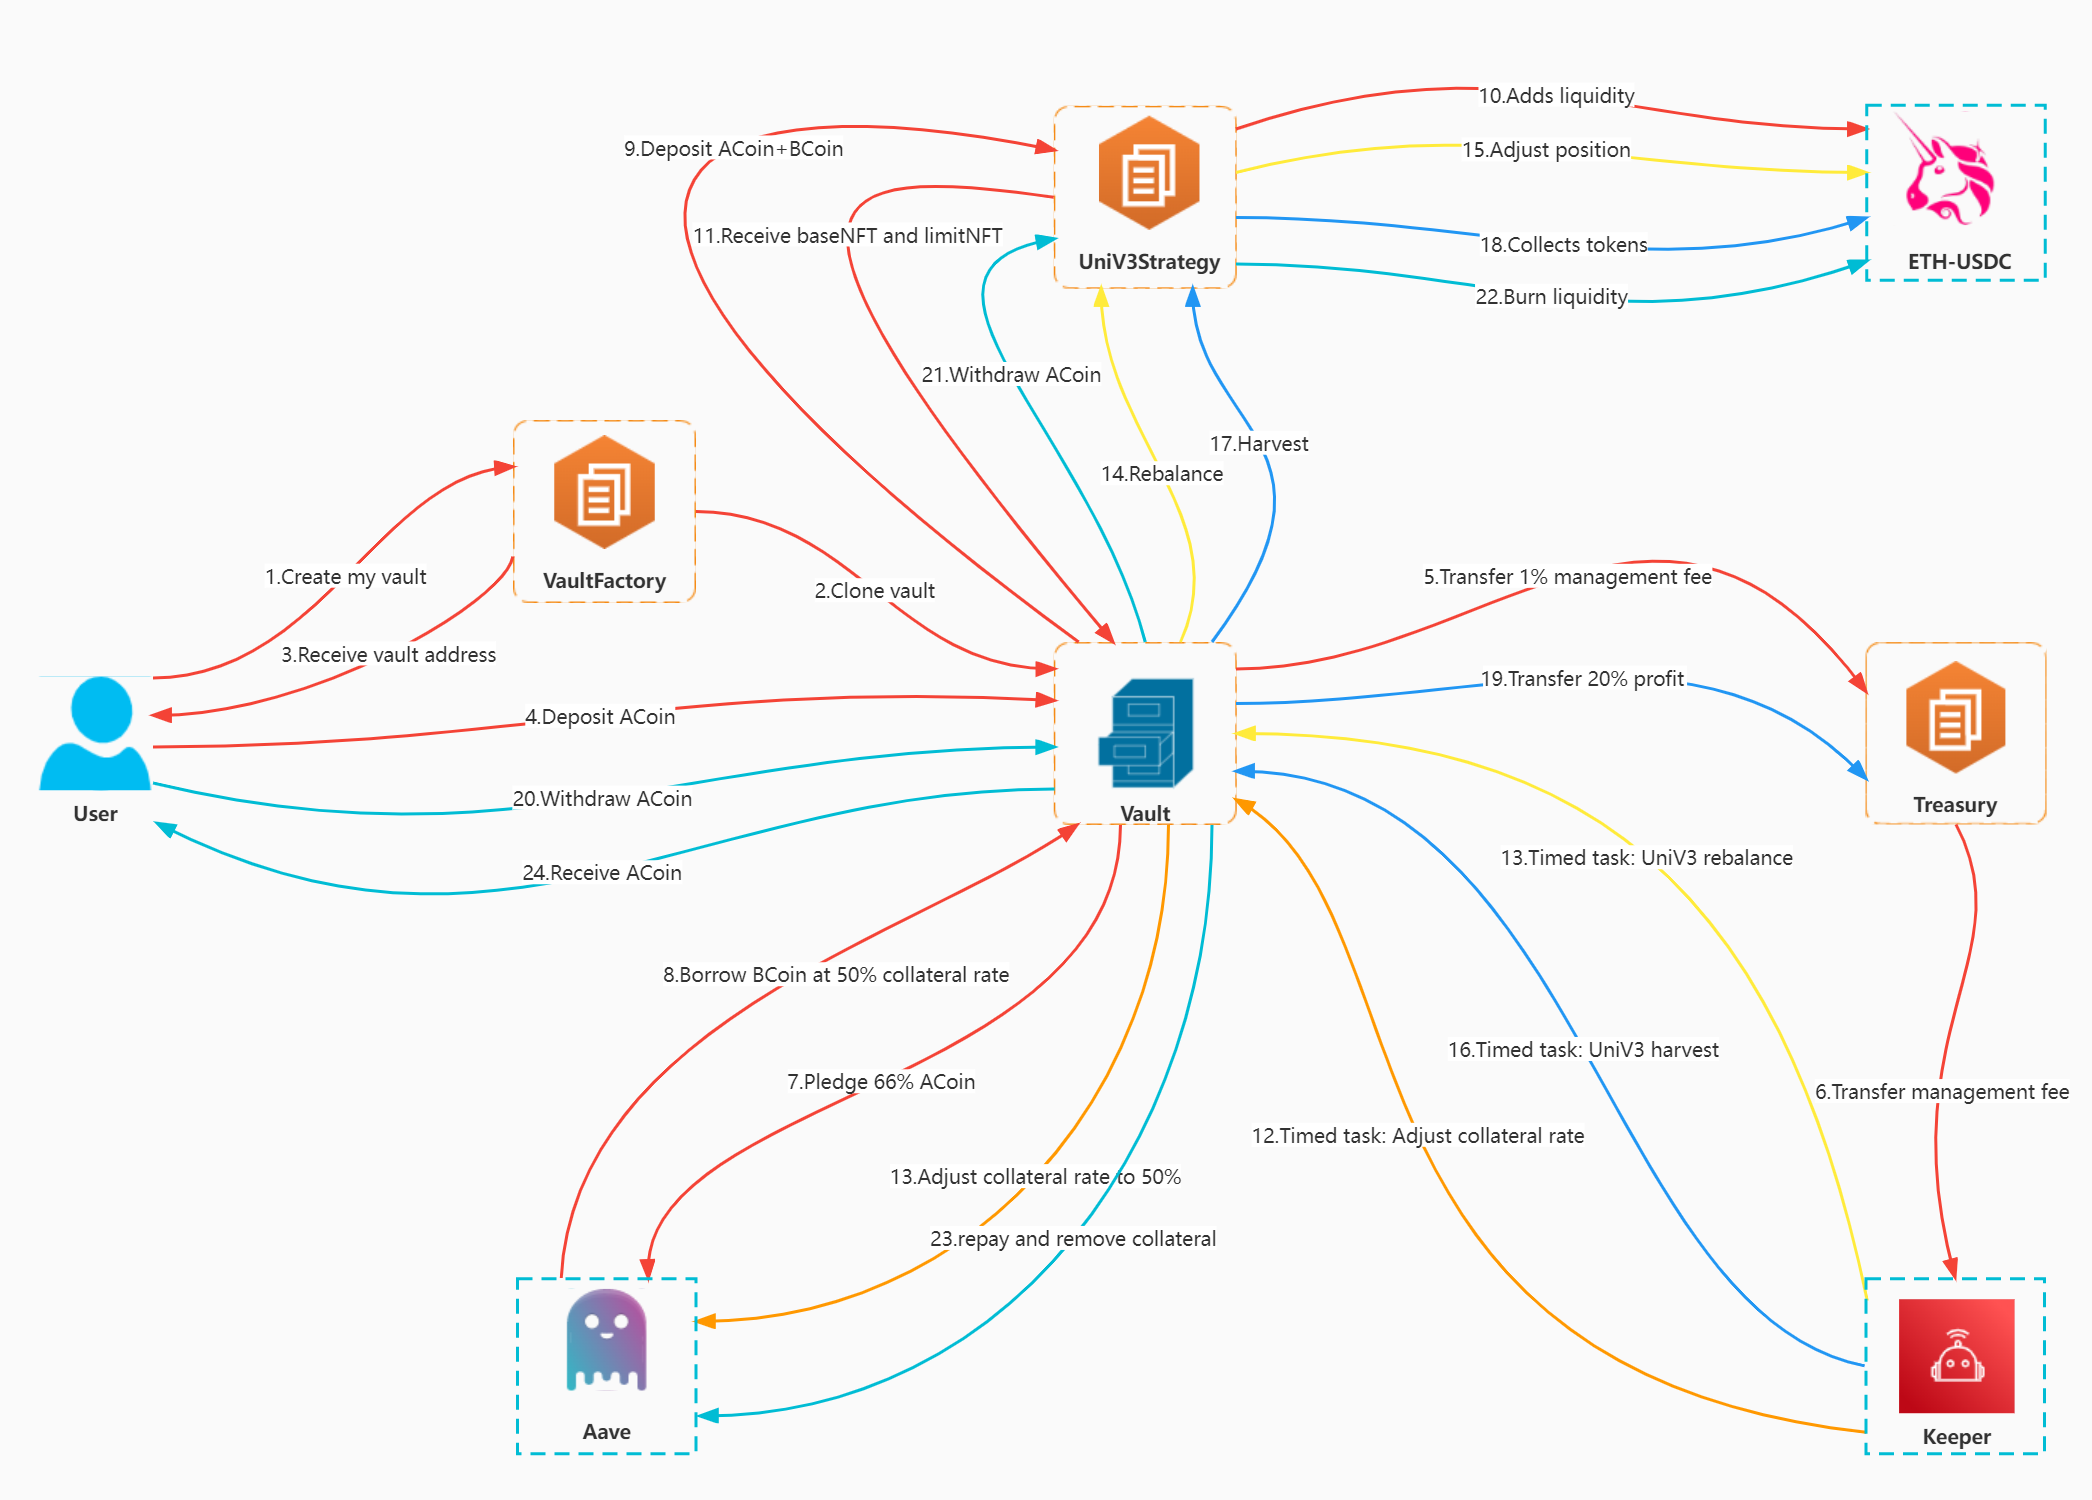 10.Adds liquidity
9.Deposit ACoin+BCoin
15.Adjust position
11.Receive baseNFT and limitNFT
18.Collects tokens
UniV3Strategy
ETH-USDC
22.Burn liquidity
21.Withdraw ACoin
17.Harvest
14.Rebalance
1.Create my vault
VaultFactory
2.Clone vault
5.Transfer 1% management fee
3.Receive vault address
19.Transfer 20% profit
4.Deposit ACoin
20.Withdraw ACoin
Treasury
User
Vault
13.Timed task: UniV3 rebalance
24.Receive ACoin
8.Borrow BCoin at 50% collateral rate
16.Timed task: UniV3 harvest
7.Pledge 66% ACoin
6.Transfer management fee
12.Timed task: Adjust collateral rate
13.Adjust collateral rate to 50%
23.repay and remove collateral
Aave
Keeper